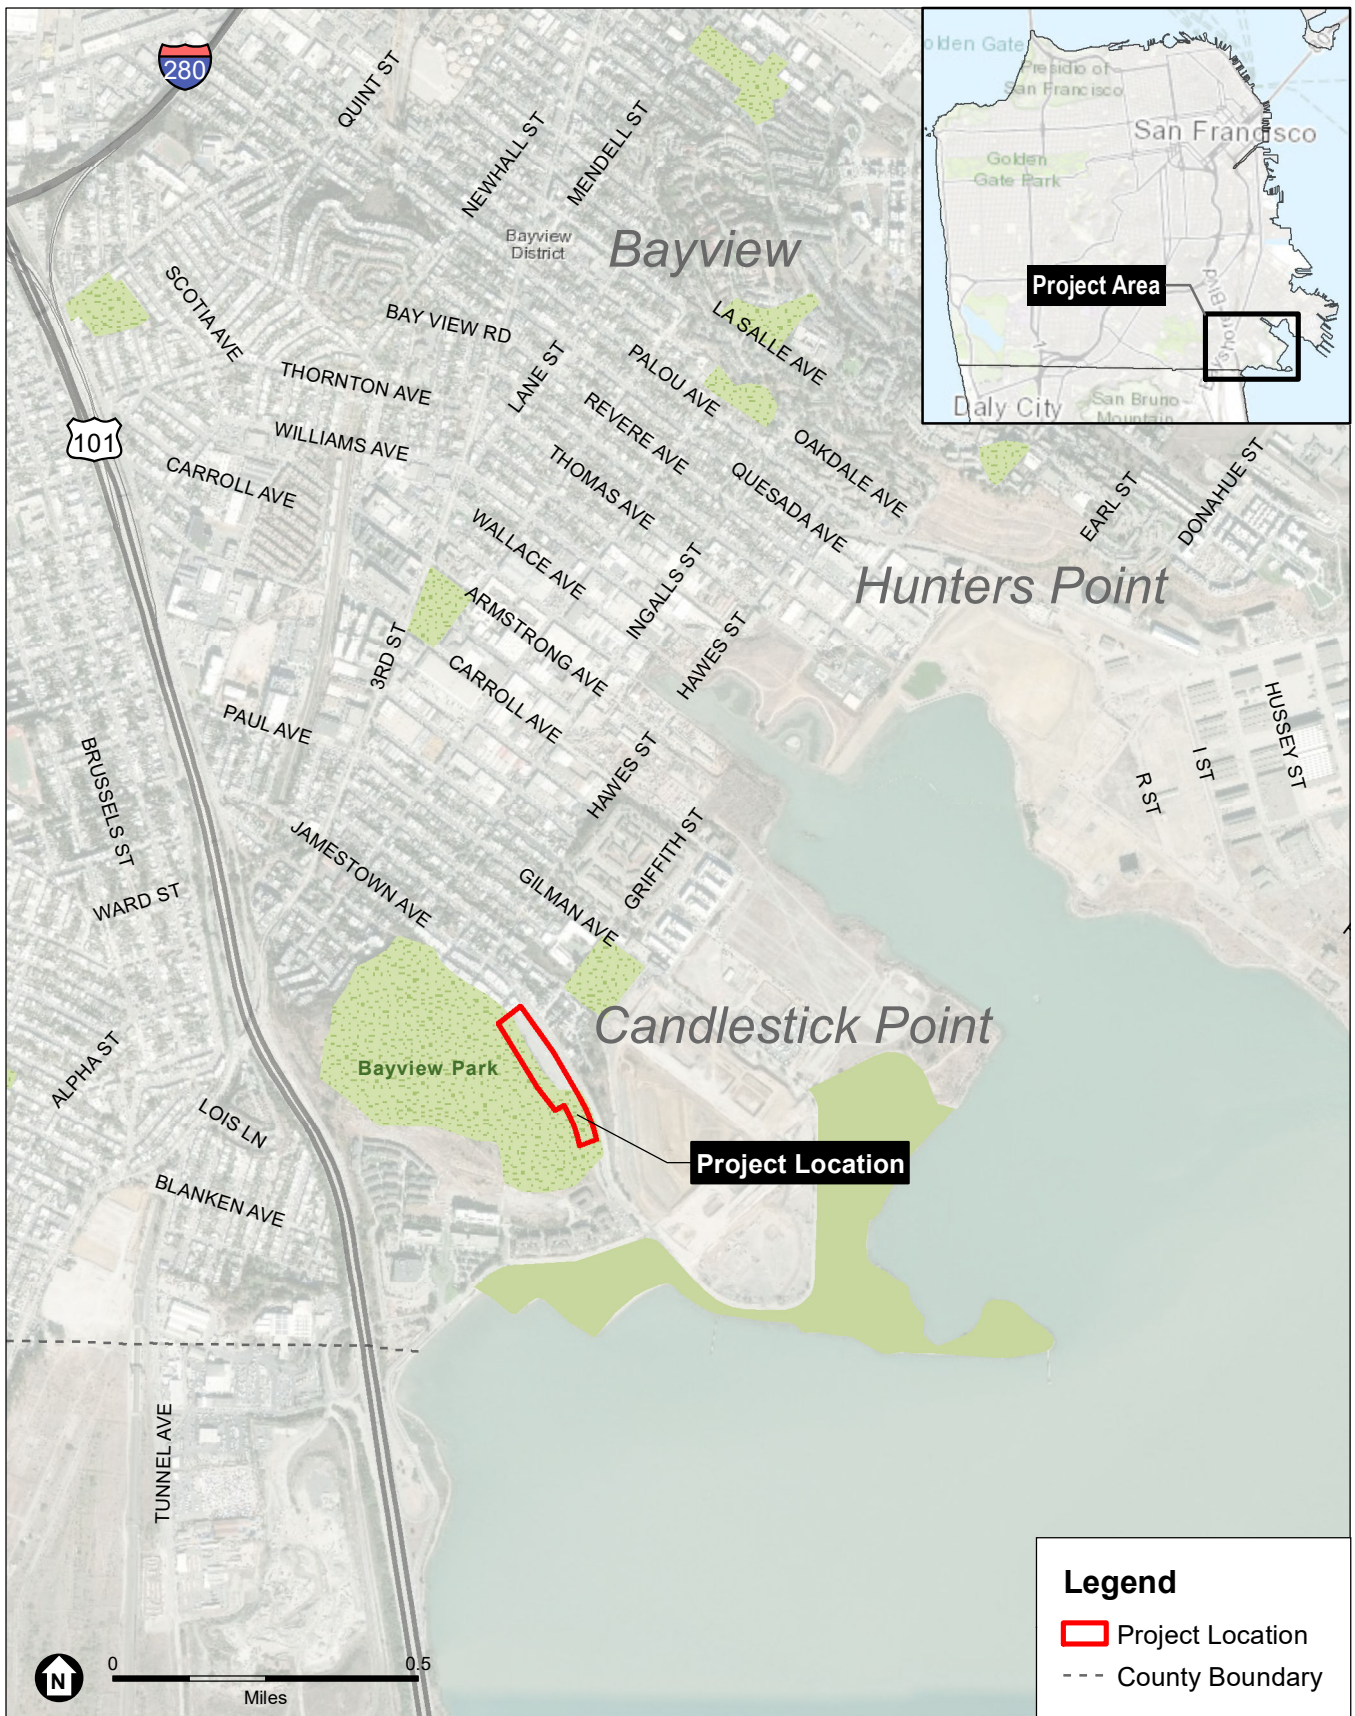 280
QUINT ST
NEWHALL ST
MENDELL ST
Bayview
District
Bayview
SCOTIA AVE
BAY VIEW RD
LA SALLE AVE
THORNTON AVE
LANE ST
PALOU AVE
REVERE AVE
WILLIAMS AVE
101
CARROLL AVE
THOMAS AVE
OAKDALE AVE
QUESADA AVE
EARL ST
DONAHUE ST
WALLACE AVE
Hunters Point
INGALLS ST
ARMSTRONG AVE
HAWES ST
3RD ST
CARROLL AVE
PAUL AVE
HAWES ST
HUSSEY ST
I ST
R ST
BRUSSELS ST
JAMESTOWN AVE
GRIFFITH ST
GILMAN AVE
WARD ST
Candlestick Point
Bayview Park
ALPHA ST
LOIS LN
Project Location
BLANKEN AVE
TUNNEL AVE
N
0
0.5
Miles
Legend
Project Location
County Boundary
olden Gate
Presidio of
San Francisco
San Francisco
Golden
Gate Park
Project Area
Daly City
San Bruno
Mountain